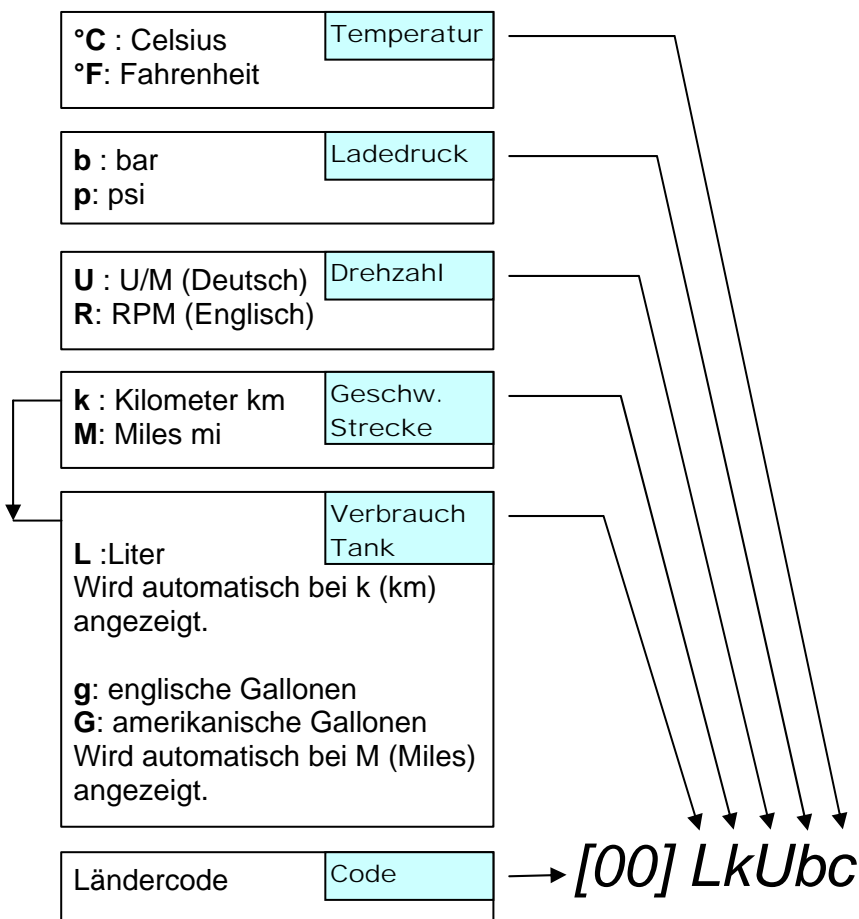 °C : Celsius
Temperatur
°F: Fahrenheit
b : bar
Ladedruck
p: psi
U : U/M (Deutsch)
Drehzahl
R: RPM (Englisch)
k : Kilometer km
Geschw.
M: Miles mi
Strecke
Verbrauch
Tank
L :Liter
Wird automatisch bei k (km)
angezeigt.
g: englische Gallonen
G: amerikanische Gallonen
Wird automatisch bei M (Miles)
angezeigt.
Ländercode
Code
[00] LkUbc